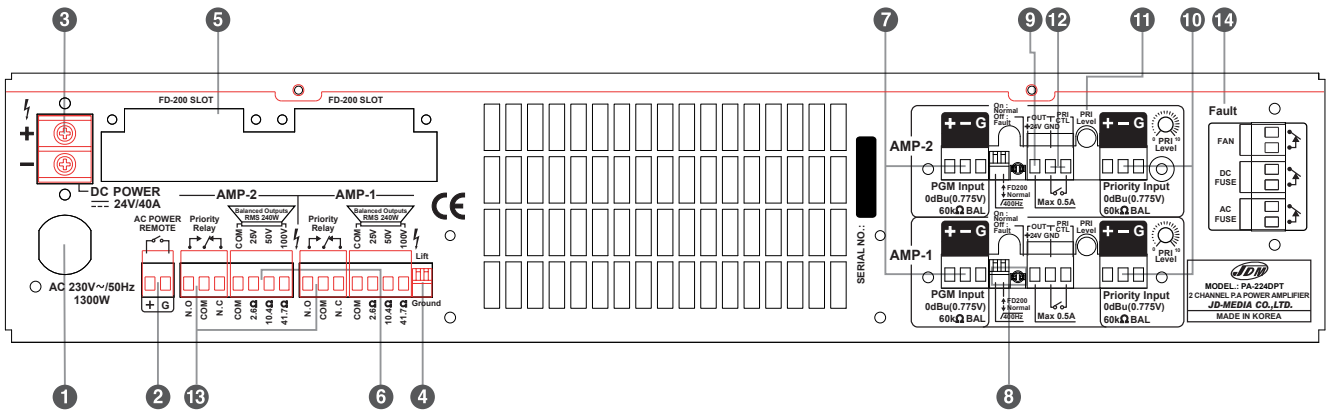 3
5
7
9
12
11
10
14
FD-200 SLOT
FD-200 SLOT
+
−
DC POWER
24V/40A
AC POWER
REMOTE
AC 230V～/50Hz
1300W
+ G
AMP-2
AMP-1
Priority
Relay
Balanced Outputs
RMS 240W
COM 25V 50V 100V
Priority
Relay
Balanced Outputs
RMS 240W
COM 25V 50V 100V
Lift
Ground
N.O COM N.C
COM 2.6Ω 10.4Ω 41.7Ω
N.O COM N.C
COM 2.6Ω 10.4Ω 41.7Ω
CE
SERIAL NO.:
AMP-2
+ − G
On :
Normal
Off :
Fault
OUT
+24V GND
PRI
CTL
PRI
Level
+ − G
0 10
PRI
Level
PGM Input
0dBu(0.775V)
60kΩ BAL
FD200
Normal
/400Hz
Max 0.5A
Priority Input
0dBu(0.775V)
60kΩ BAL
AMP-1
+ − G
On :
Normal
Off :
Fault
OUT
+24V GND
PRI
CTL
PRI
Level
+ − G
0 10
PRI
Level
PGM Input
0dBu(0.775V)
60kΩ BAL
FD200
Normal
/400Hz
Max 0.5A
Priority Input
0dBu(0.775V)
60kΩ BAL
Fault
FAN
DC
FUSE
AC
FUSE
JDM
MODEL.: PA-224DPT
2 CHANNEL P.A POWER AMPLIFIER
JD-MEDIA CO.,LTD.
MADE IN KOREA
1
2
13
6
4
8